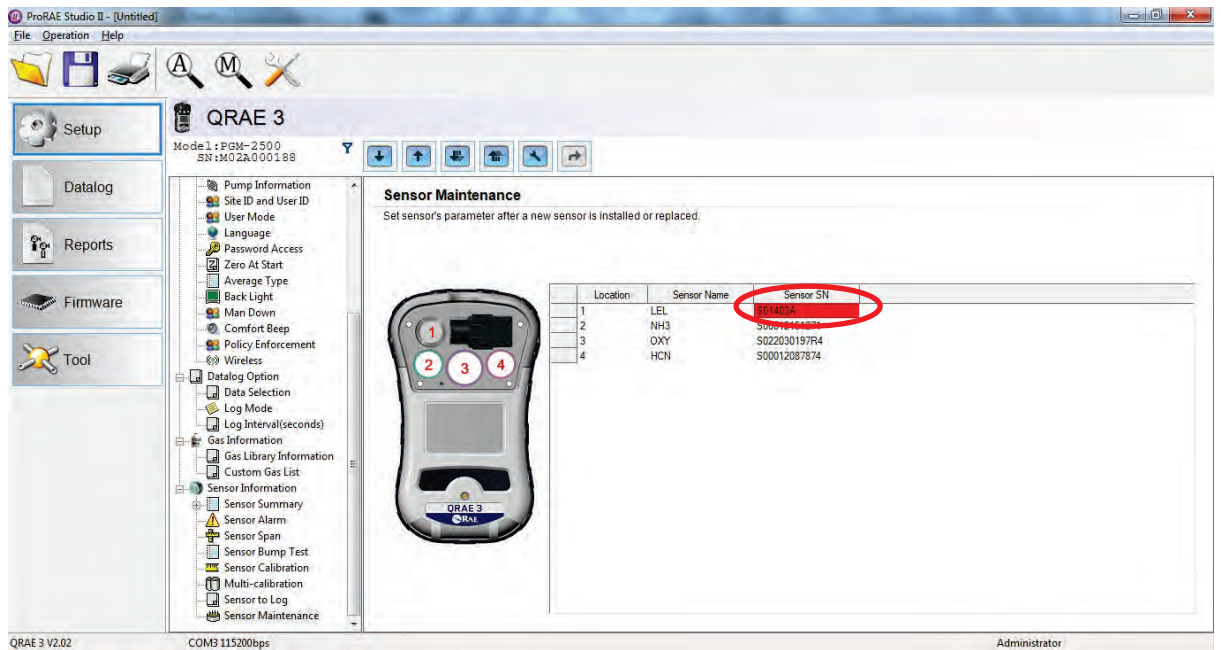 ProRAE Studio II - [Untitled]
File Operation Help
A M
Setup
Datalog
Reports
Firmware
Tool
QRAE 3
Model:PGM-2500
SN:M02A000188
Pump Information
Site ID and User ID
User Mode
Language
Password Access
Zero At Start
Average Type
Back Light
Man Down
Comfort Beep
Policy Enforcement
Wireless
Datalog Option
Data Selection
Log Mode
Log Interval(seconds)
Gas Information
Gas Library Information
Custom Gas List
Sensor Information
Sensor Summary
Sensor Alarm
Sensor Span
Sensor Bump Test
Sensor Calibration
Multi-calibration
Sensor to Log
Sensor Maintenance
Sensor Maintenance
Set sensor's parameter after a new sensor is installed or replaced.
1
2 3 4
QRAE 3
RAE
Location Sensor Name Sensor SN
1 LEL S01403A
2 NH3
3 OXY S022030197R4
4 HCN S00012087874
QRAE 3 V2.02 COM3 115200bps Administrator